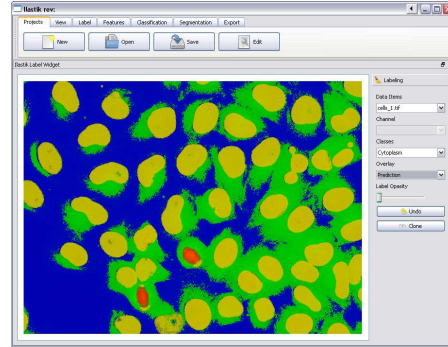 Ilastik rev:
Projects View Label Features Classification Segmentation Export
New Open Save Edit
Ilastik Label Widget
Labeling
Data Items
cells_1.tif
Channel
Classes
Cytoplasm
Overlay
Prediction
Label Opasity
Undo
Clone